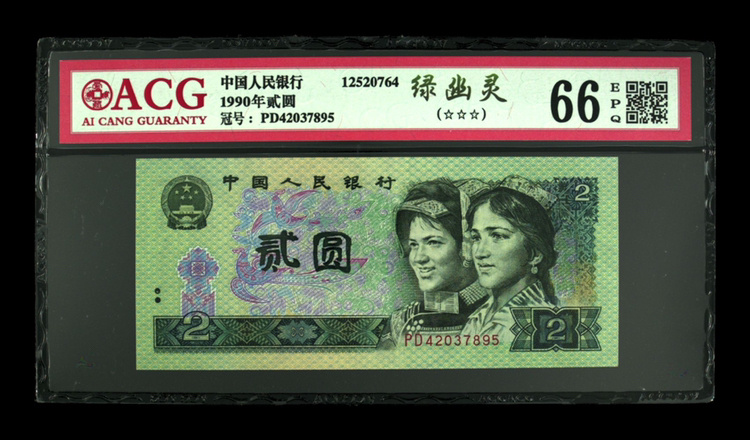 ACG
AI CANG GUARANTY
中国人民银行 12520764
1990年贰圆
冠号: PD42037895
绿幽灵
(☆☆☆)
66
EPQ
中国人民银行
2
贰圆
2
PD42037895
2